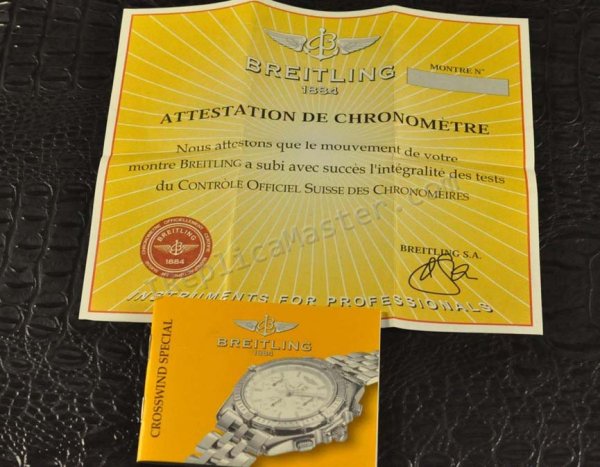 BREITLING
1884
MONTRE N°
ATTESTATION DE CHRONOMÈTRE
Nous attestons que le mouvement de votre
montre BREITLING a subi avec succès l'intégralite des tests
du CONTRÔLE OFFICIEL SUISSE DES CHRONOMÈTRES
ReplicaMaster.com
BREITLING
1884
BREITLING S.A.
INSTRUMENTS FOR PROFESSIONALS
CROSSWIND SPECIAL
BREITLING
1884